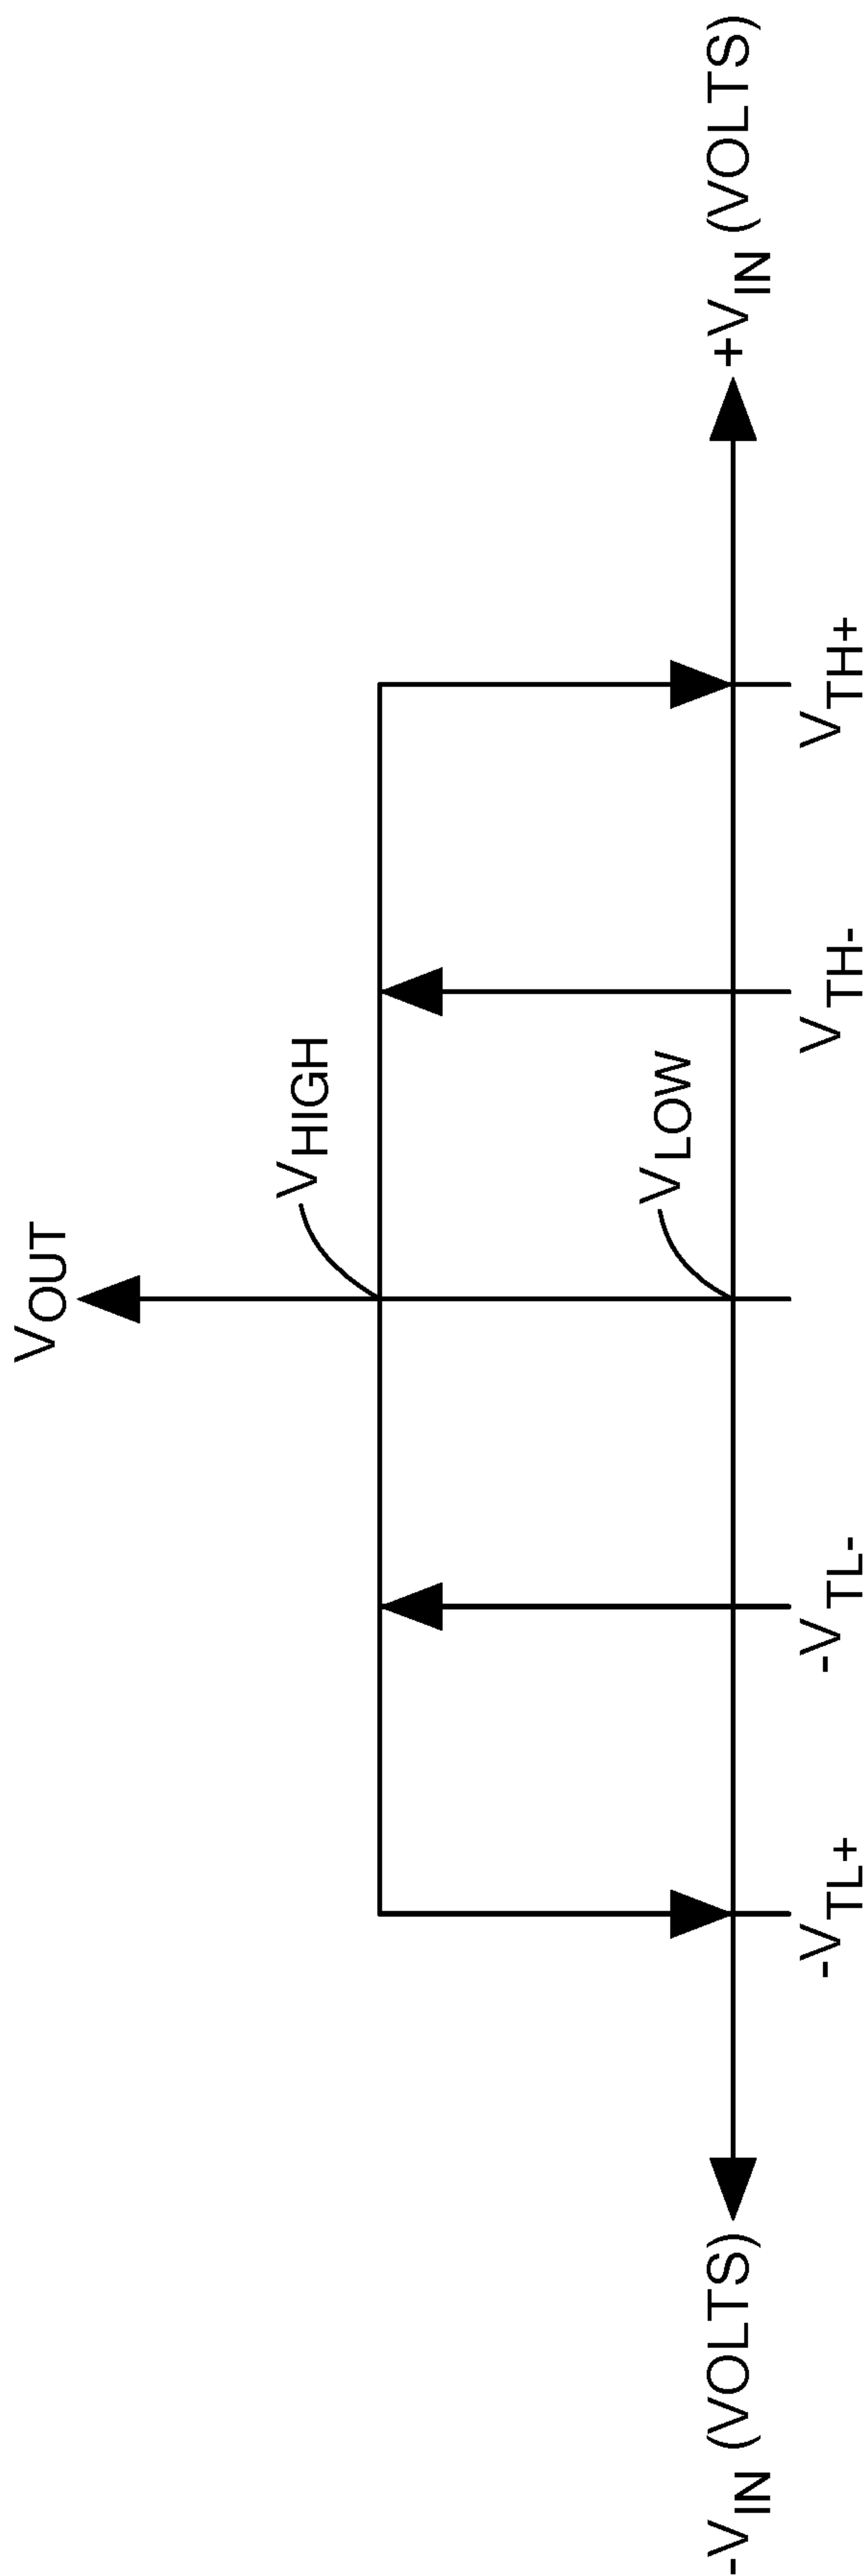 V_OUT
V_HIGH
V_LOW
-V_IN (VOLTS)
+V_IN (VOLTS)
-V_TL+
-V_TL-
V_TH-
V_TH+